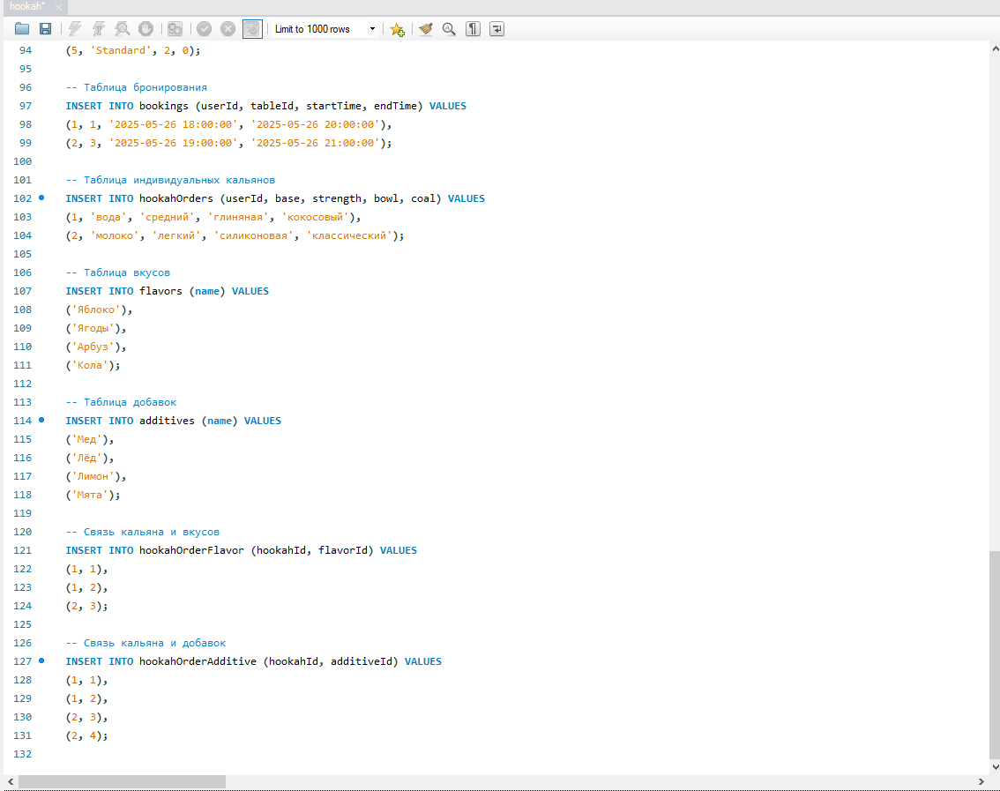 hookah*
Limit to 1000 rows
94 (5, 'Standard', 2, 0);
95
96 -- Таблица бронирования
97 INSERT INTO bookings (userId, tableId, startTime, endTime) VALUES
98 (1, 1, '2025-05-26 18:00:00', '2025-05-26 20:00:00'),
99 (2, 3, '2025-05-26 19:00:00', '2025-05-26 21:00:00');
100
101 -- Таблица индивидуальных кальянов
102 INSERT INTO hookahOrders (userId, base, strength, bowl, coal) VALUES
103 (1, 'вода', 'средний', 'глиняная', 'кокосовый'),
104 (2, 'молоко', 'легкий', 'силиконовая', 'классический');
105
106 -- Таблица вкусов
107 INSERT INTO flavors (name) VALUES
108 ('Яблоко'),
109 ('Ягоды'),
110 ('Арбуз'),
111 ('Кола');
112
113 -- Таблица добавок
114 INSERT INTO additives (name) VALUES
115 ('Мед'),
116 ('Лёд'),
117 ('Лимон'),
118 ('Мята');
119
120 -- Связь кальяна и вкусов
121 INSERT INTO hookahOrderFlavor (hookahId, flavorId) VALUES
122 (1, 1),
123 (1, 2),
124 (2, 3);
125
126 -- Связь кальяна и добавок
127 INSERT INTO hookahOrderAdditive (hookahId, additiveId) VALUES
128 (1, 1),
129 (1, 2),
130 (2, 3),
131 (2, 4);
132